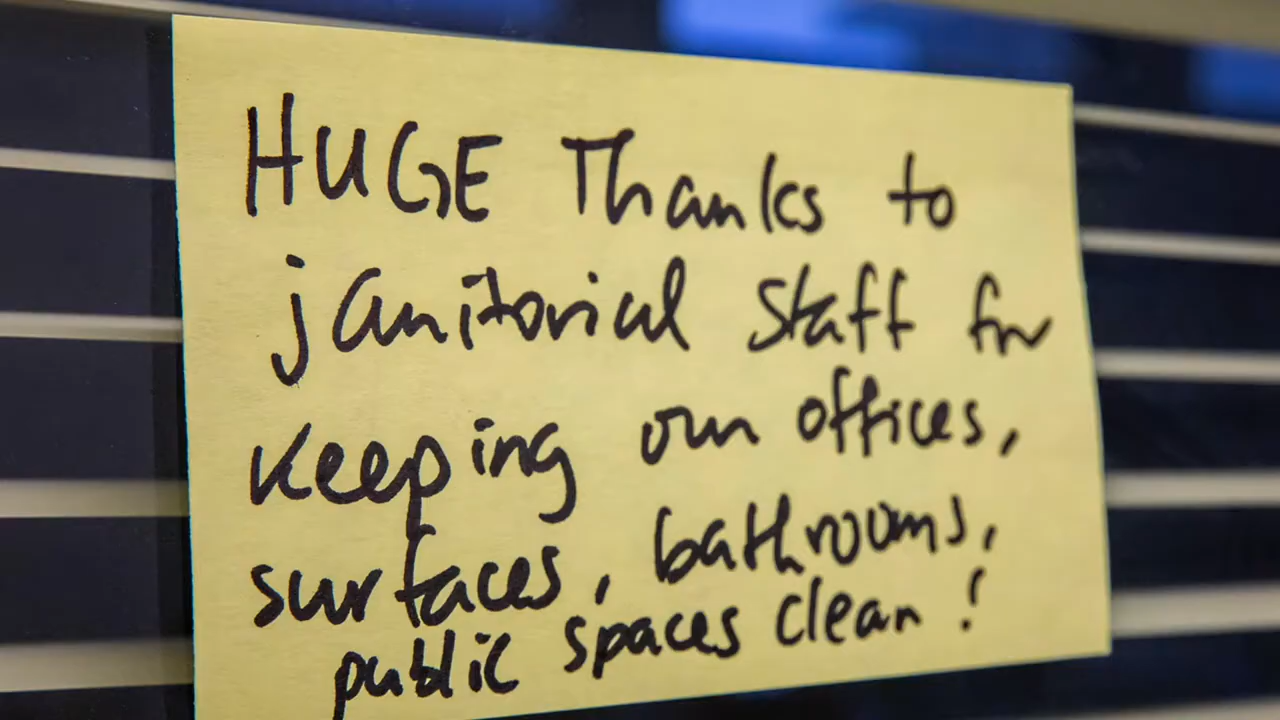 HUGE Thanks to
janitorial staff for
keeping our offices,
surfaces, bathrooms,
public spaces clean!